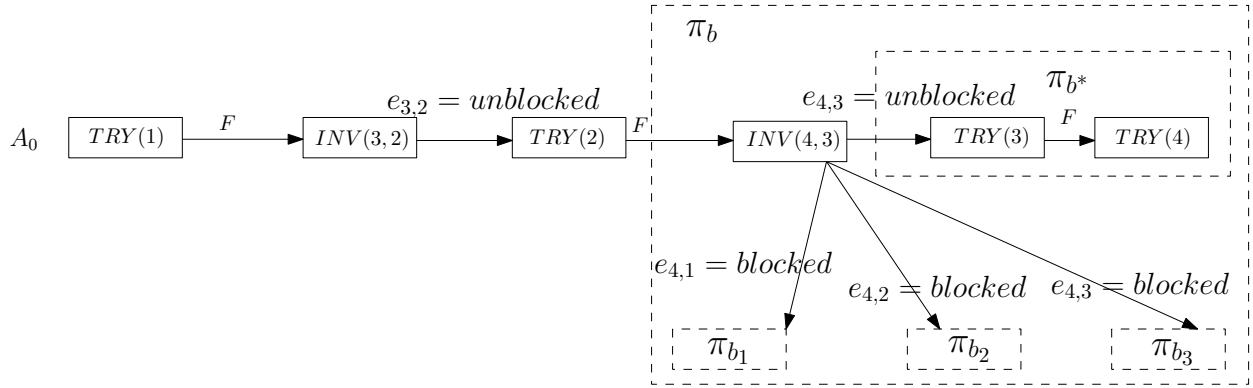 π_b
π_{b*}
e_{3,2} = unblocked
e_{4,3} = unblocked
A_0
TRY(1)
F
INV(3, 2)
TRY(2)
F
INV(4, 3)
TRY(3)
F
TRY(4)
e_{4,1} = blocked
e_{4,2} = blocked
e_{4,3} = blocked
π_{b_1}
π_{b_2}
π_{b_3}